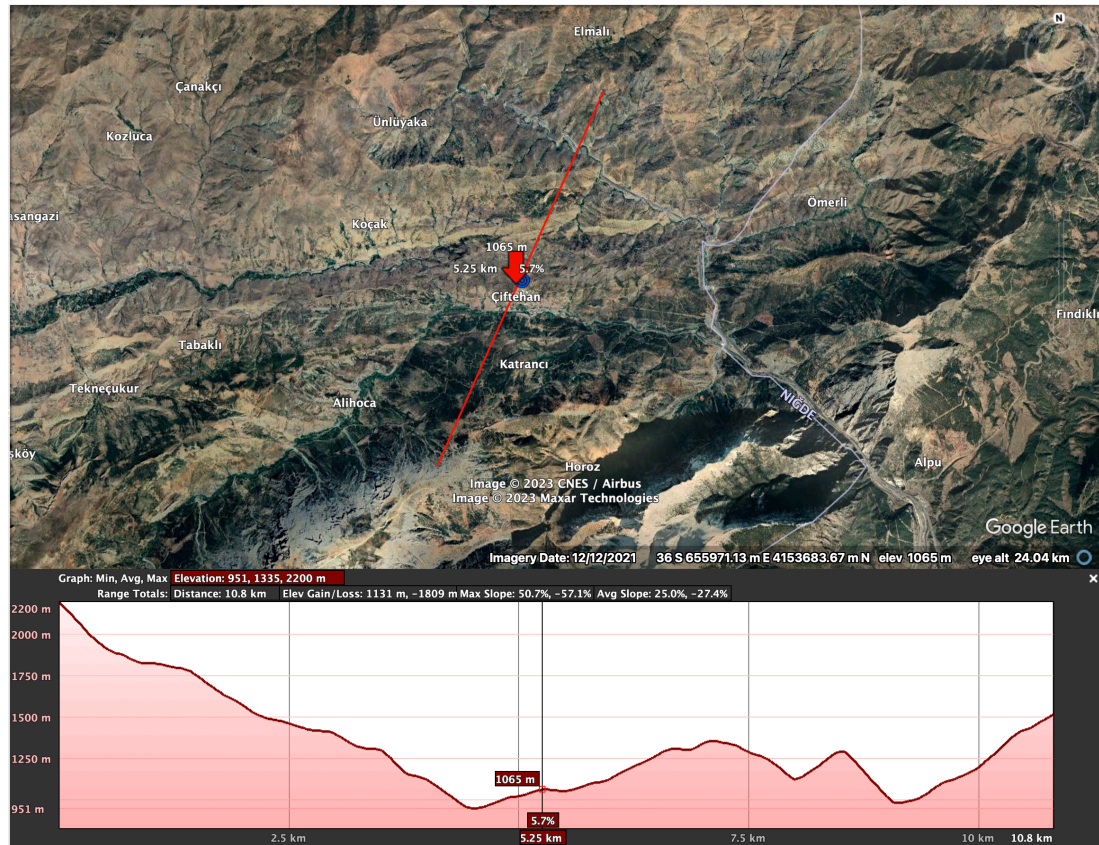 N
Elmalı
Çanakçı
Ünlüyaka
Kozluca
Ömerli
asangazi
Koçak
1065 m
5.25 km 5.7%
Çiftehan
Fındıklı
Tabaklı
Katrancı
Tekneçukur
Alihoca
NİĞDE
şköy
Horoz
Alpu
Image © 2023 CNES / Airbus
Image © 2023 Maxar Technologies
Google Earth
Imagery Date: 12/12/2021 36 S 655971.13 m E 4153683.67 m N elev 1065 m eye alt 24.04 km
Graph: Min, Avg, Max Elevation: 951, 1335, 2200 m
Range Totals: Distance: 10.8 km Elev Gain/Loss: 1131 m, -1809 m Max Slope: 50.7%, -57.1% Avg Slope: 25.0%, -27.4%
2200 m
2000 m
1750 m
1500 m
1250 m
1065 m
951 m
5.7%
2.5 km 5.25 km 7.5 km 10 km 10.8 km